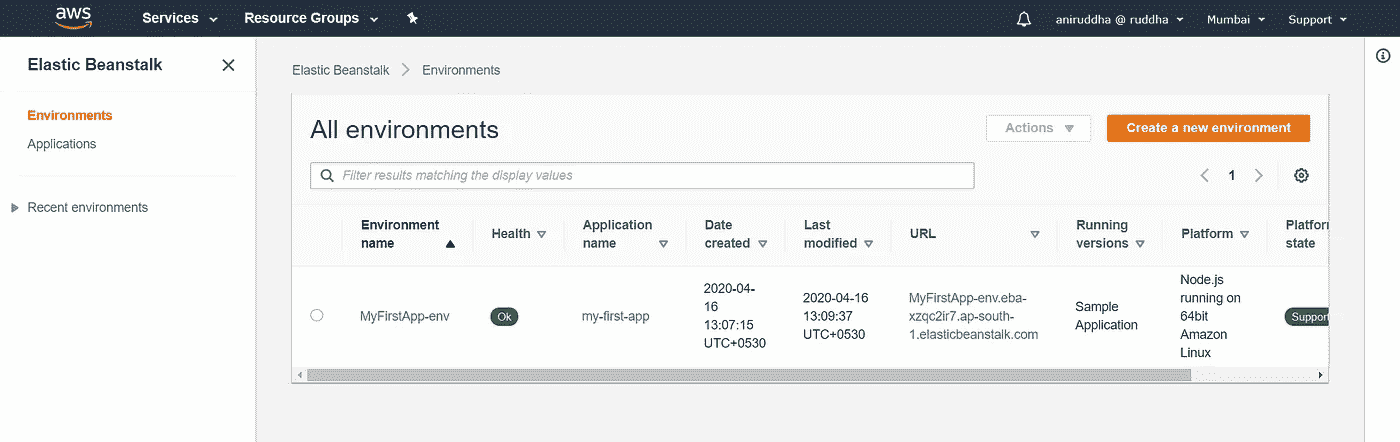 aws
Services
Resource Groups
aniruddha @ ruddha
Mumbai
Support
Elastic Beanstalk
Environments
Applications
Recent environments
Elastic Beanstalk
Environments
All environments
Actions
Create a new environment
Filter results matching the display values
1
Environment
name
Health
Application
name
Date
created
Last
modified
URL
Running
versions
Platform
Platform
state
MyFirstApp-env
Ok
my-first-app
2020-04-
16
13:07:15
UTC+0530
2020-04-16
13:09:37
UTC+0530
MyFirstApp-env.eba-
xzqc2ir7.ap-south-
1.elasticbeanstalk.com
Sample
Application
Node.js
running on
64bit
Amazon
Linux
Support